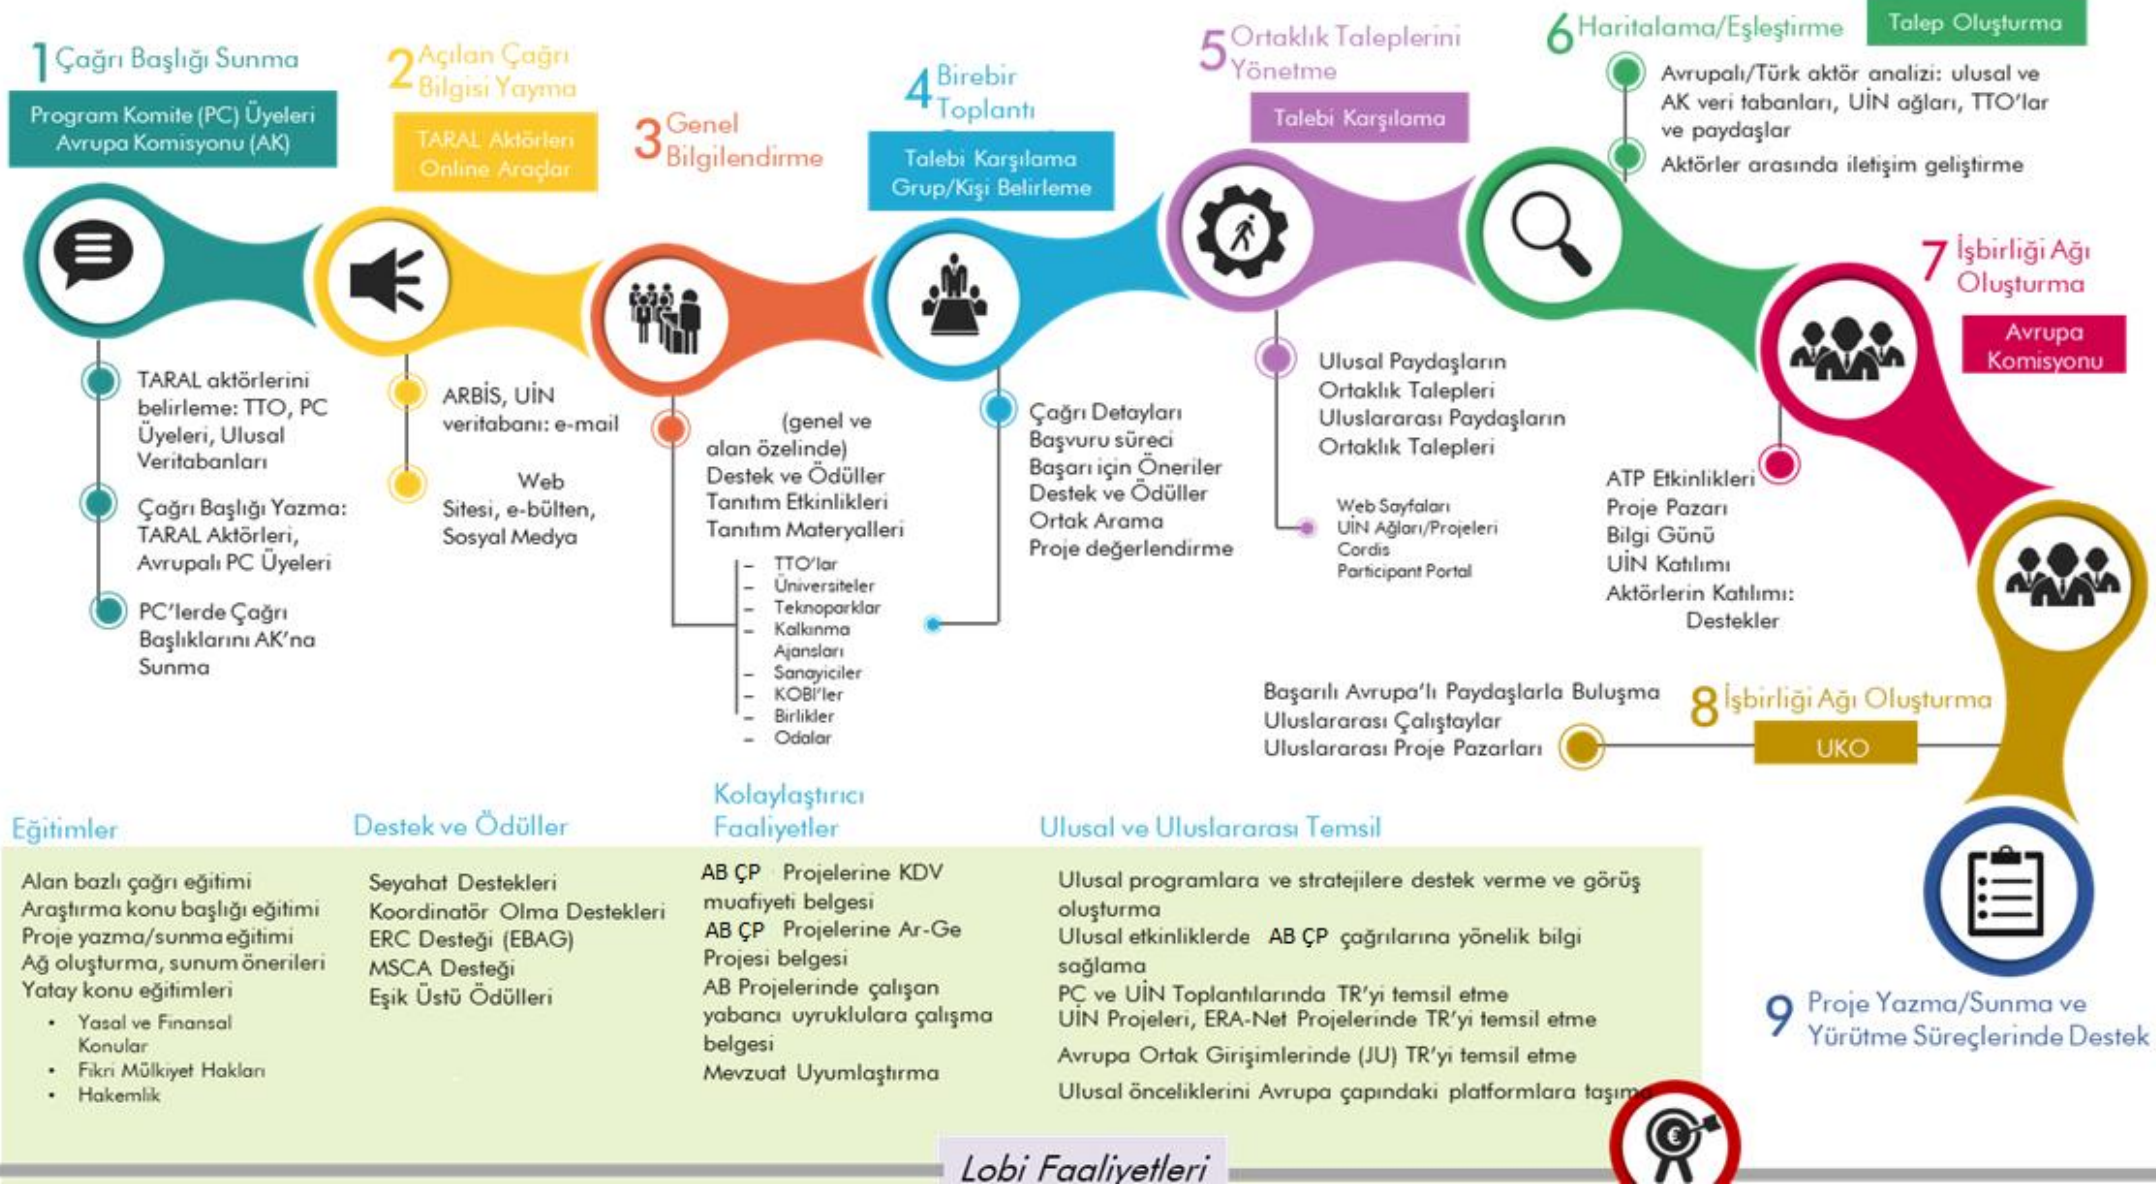 1 Çağrı Başlığı Sunma
Program Komite (PC) Üyeleri
Avrupa Komisyonu (AK)
TARAL aktörlerini
belirleme: TTO, PC
Üyeleri, Ulusal
Veritabanları
Çağrı Başlığı Yazma:
TARAL Aktörleri,
Avrupalı PC Üyeleri
PC'lerde Çağrı
Başlıklarını AK'na
Sunma
2 Açılan Çağrı
Bilgisi Yayma
TARAL Aktörleri
Online Araçlar
ARBİS, UİN
veritabanı: e-mail
Web
Sitesi, e-bülten,
Sosyal Medya
3 Genel
Bilgilendirme
(genel ve
alan özelinde)
Destek ve Ödüller
Tanıtım Etkinlikleri
Tanıtım Materyalleri
– TTO'lar
– Üniversiteler
– Teknoparklar
– Kalkınma
Ajansları
– Sanayiciler
– KOBİ'ler
– Birlikler
– Odalar
4 Birebir
Toplantı
Talebi Karşılama
Grup/Kişi Belirleme
Çağrı Detayları
Başvuru süreci
Başarı için Öneriler
Destek ve Ödüller
Ortak Arama
Proje değerlendirme
5 Ortaklık Taleplerini
Yönetme
Talebi Karşılama
Ulusal Paydaşların
Ortaklık Talepleri
Uluslararası Paydaşların
Ortaklık Talepleri
Web Sayfaları
UİN Ağları/Projeleri
Cordis
Participant Portal
6 Haritalama/Eşleştirme
Talep Oluşturma
Avrupalı/Türk aktör analizi: ulusal ve
AK veri tabanları, UİN ağları, TTO'lar
ve paydaşlar
Aktörler arasında iletişim geliştirme
7 İşbirliği Ağı
Oluşturma
Avrupa
Komisyonu
ATP Etkinlikleri
Proje Pazarı
Bilgi Günü
UİN Katılımı
Aktörlerin Katılımı:
Destekler
8 İşbirliği Ağı Oluşturma
UKO
Başarılı Avrupa'lı Paydaşlarla Buluşma
Uluslararası Çalıştaylar
Uluslararası Proje Pazarları
9 Proje Yazma/Sunma ve
Yürütme Süreçlerinde Destek
Eğitimler
Alan bazlı çağrı eğitimi
Araştırma konu başlığı eğitimi
Proje yazma/sunma eğitimi
Ağ oluşturma, sunum önerileri
Yatay konu eğitimleri
• Yasal ve Finansal
Konular
• Fikri Mülkiyet Hakları
• Hakemlik
Destek ve Ödüller
Seyahat Destekleri
Koordinatör Olma Destekleri
ERC Desteği (EBAG)
MSCA Desteği
Eşik Üstü Ödülleri
Kolaylaştırıcı
Faaliyetler
AB ÇP Projelerine KDV
muafiyeti belgesi
AB ÇP Projelerine Ar-Ge
Projesi belgesi
AB Projelerinde çalışan
yabancı uyruklulara çalışma
belgesi
Mevzuat Uyumlaştırma
Ulusal ve Uluslararası Temsil
Ulusal programlara ve stratejilere destek verme ve görüş
oluşturma
Ulusal etkinliklerde AB ÇP çağrılarına yönelik bilgi
sağlama
PC ve UİN Toplantılarında TR'yi temsil etme
UİN Projeleri, ERA-Net Projelerinde TR'yi temsil etme
Avrupa Ortak Girişimlerinde (JU) TR'yi temsil etme
Ulusal önceliklerini Avrupa çapındaki platformlara taşıma
€
Lobi Faaliyetleri